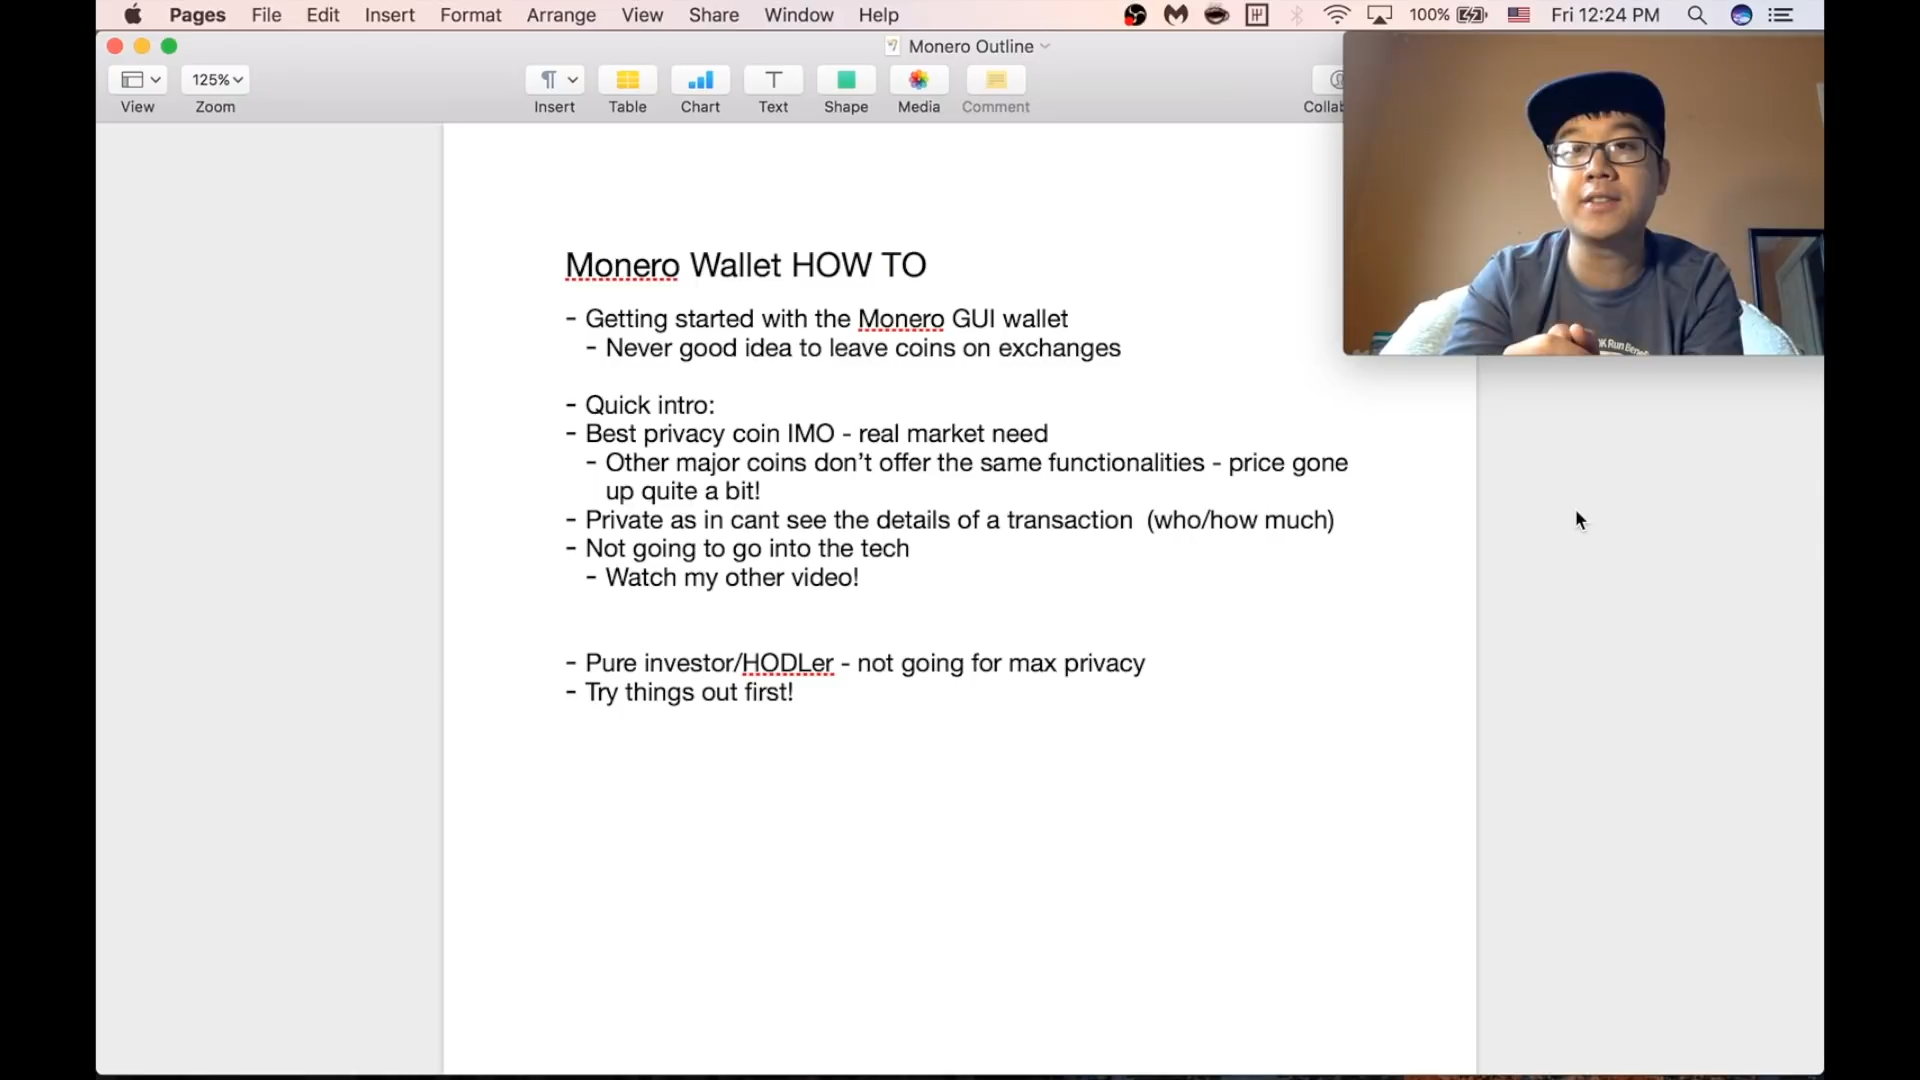 Pages File Edit Insert Format Arrange View Share Window Help 100% Fri 12:24 PM
Monero Outline
125%
View Zoom Insert Table Chart Text Shape Media Comment Collab
Monero Wallet HOW TO
- Getting started with the Monero GUI wallet
- Never good idea to leave coins on exchanges
- Quick intro:
- Best privacy coin IMO - real market need
- Other major coins don’t offer the same functionalities - price gone
up quite a bit!
- Private as in cant see the details of a transaction (who/how much)
- Not going to go into the tech
- Watch my other video!
- Pure investor/HODLer - not going for max privacy
- Try things out first!